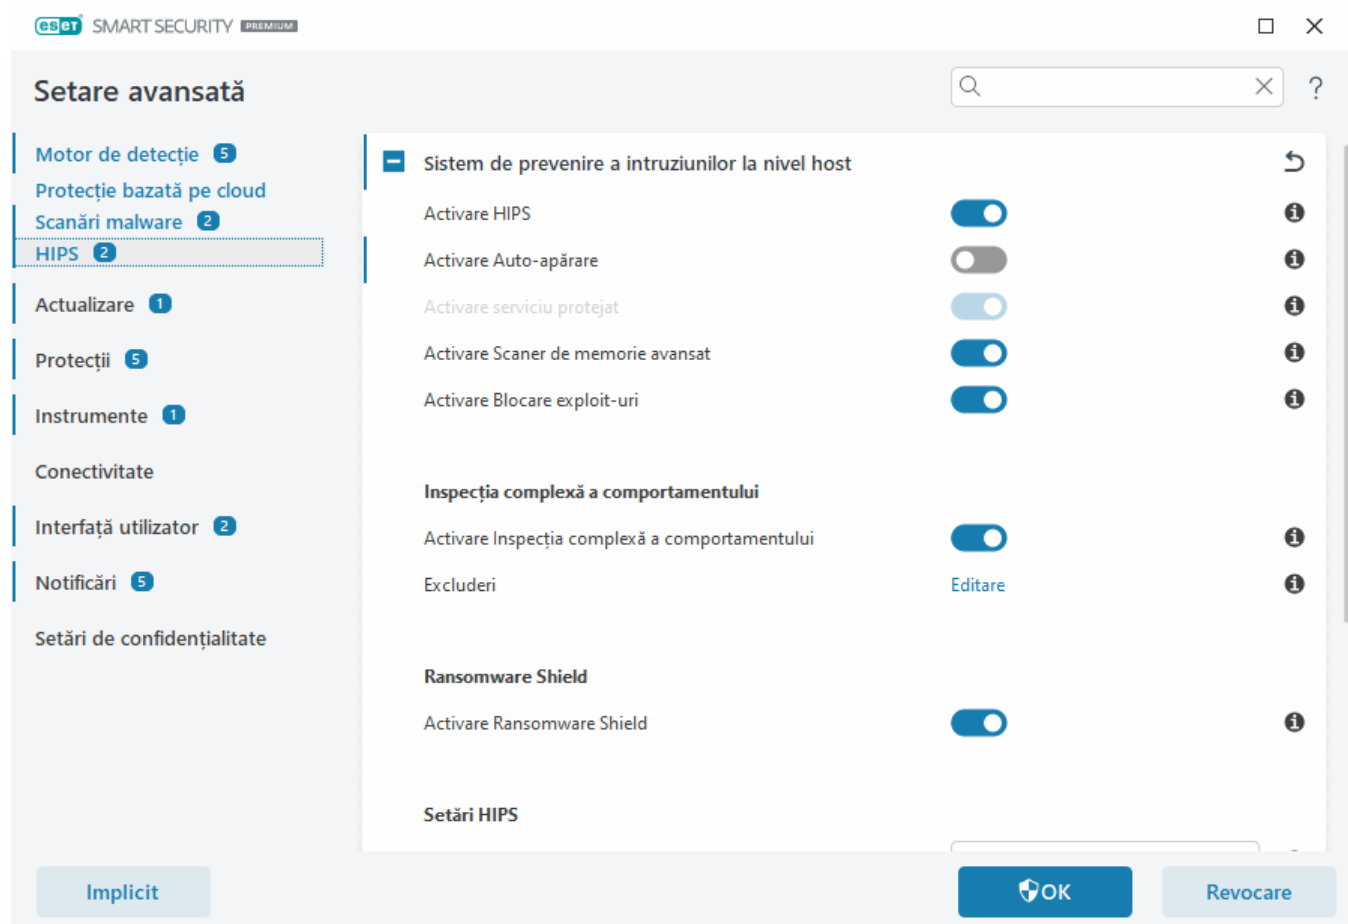 eset SMART SECURITY PREMIUM
Setare avansată
?
Motor de detecție 5
Protecție bazată pe cloud
Scanări malware 2
HIPS 2
Actualizare 1
Protecții 5
Instrumente 1
Conectivitate
Interfață utilizator 2
Notificări 5
Setări de confidențialitate
Sistem de prevenire a intruziunilor la nivel host
Activare HIPS
Activare Auto-apărare
Activare serviciu protejat
Activare Scaner de memorie avansat
Activare Blocare exploit-uri
Inspecția complexă a comportamentului
Activare Inspecția complexă a comportamentului
Excluderi Editare
Ransomware Shield
Activare Ransomware Shield
Setări HIPS
Implicit
OK
Revocare